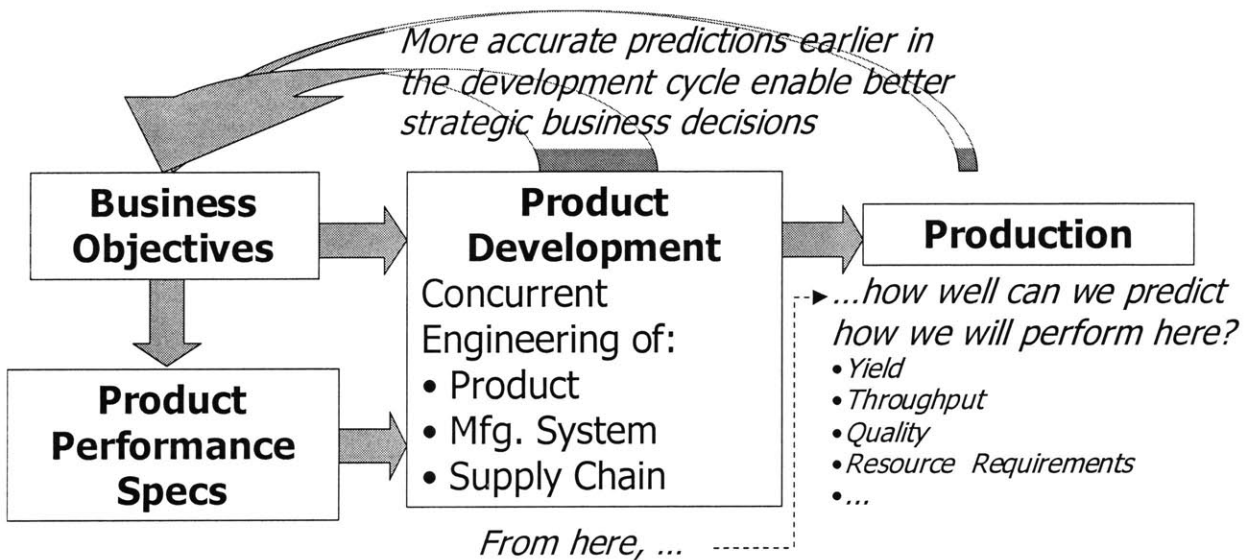 More accurate predictions earlier in
the development cycle enable better
strategic business decisions
Business
Objectives
Product
Development
Concurrent
Engineering of:
• Product
• Mfg. System
• Supply Chain
Production
...how well can we predict
how we will perform here?
• Yield
• Throughput
• Quality
• Resource Requirements
• ...
Product
Performance
Specs
From here, ...